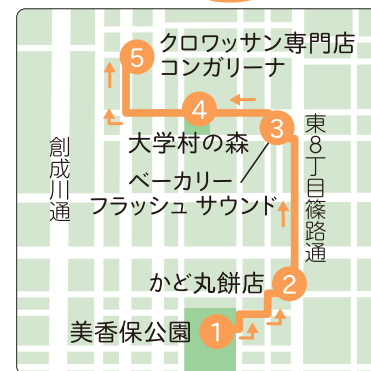 5
クロワッサン専門店
コンガリーナ
4
3
大学村の森
ベーカリー
フラッシュ サウンド
創成川通
東8丁目篠路通
かど丸餅店
2
美香保公園
1